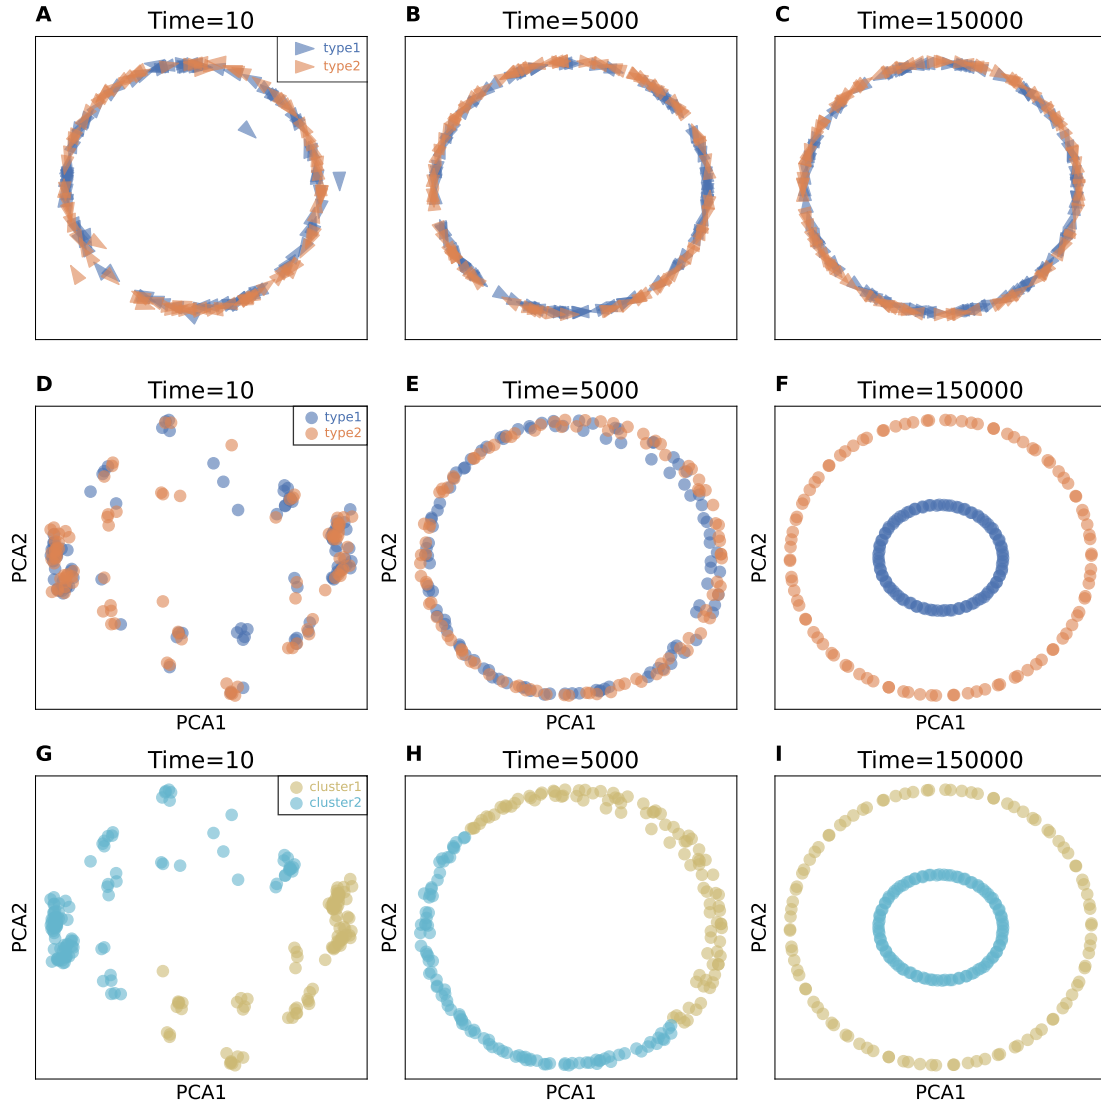 A
Time=10
B
Time=5000
C
Time=150000
type1
type2
D
Time=10
E
Time=5000
F
Time=150000
type1
type2
PCA2
PCA1
PCA2
PCA1
PCA2
PCA1
G
Time=10
H
Time=5000
I
Time=150000
cluster1
cluster2
PCA2
PCA1
PCA2
PCA1
PCA2
PCA1